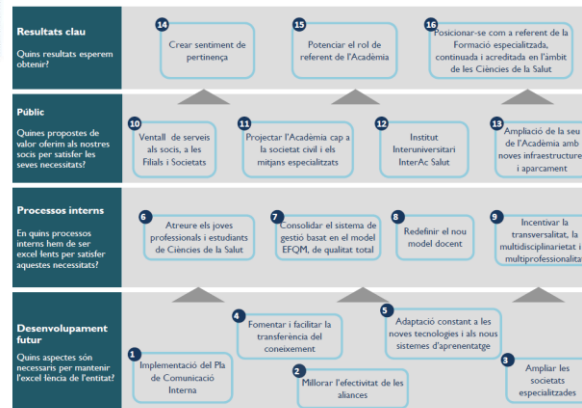 Resultats clau
Quins resultats esperem
obtenir?
14
Crear sentiment de
pertinença
15
Potenciar el rol de
referent de l'Acadèmia
16
Posicionar-se com a referent de la
Formació especialitzada,
continuada i acreditada en l'àmbit
de les Ciències de la Salut
Públic
Quines propostes de
valor oferim als nostres
socis per satisfer les
seves necessitats?
10
Ventall de serveis
als socis, a les
Filials i Societats
11
Projectar l'Acadèmia cap a
la societat civil i els
mitjans especialitzats
12
Institut
Interuniversitari
InterAc Salut
13
Ampliació de la seu
de l'Acadèmia amb
noves infraestructure
i aparcament
Processos interns
En quins processos
interns hem de ser
excel lents per satisfer
aquestes necessitats?
6
Atreure els joves
professionals i estudiants
de Ciències de la Salut
7
Consolidar el sistema de
gestió basat en el model
EFQM, de qualitat total
8
Redefinir el nou
model docent
9
Incentivar la
transversalitat, la
multidisciplinarietat i
multiprofessionalitat
Desenvolupament
futur
Quins aspectes són
necessaris per mantenir
l'excel lència de l'entitat?
1
Implementació del Pla
de Comunicació
Interna
4
Fomentar i facilitar la
transferència del
coneixement
2
Millorar l'efectivitat de les
aliances
5
Adaptació constant a les
noves tecnologies i als nous
sistemes d'aprenentatge
3
Ampliar les
societats
especialitzades